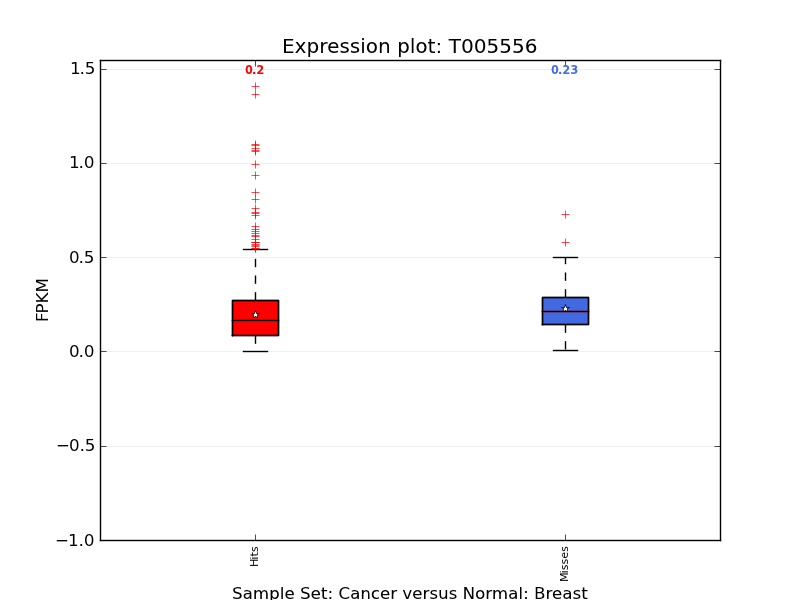 Expression plot: T005556
0.2
0.23
1.5
1.0
0.5
0.0
−0.5
−1.0
FPKM
Hits
Misses
Sample Set: Cancer versus Normal: Breast